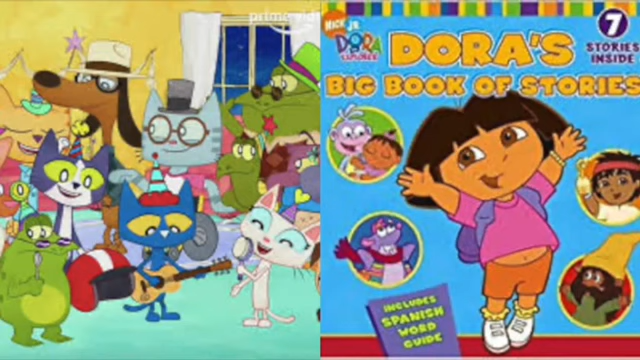 prime video
NICK JR.
DORA
the EXPLORER
7
STORIES
INSIDE
DORA'S
BIG BOOK OF STORIES
INCLUDES
SPANISH
WORD
GUIDE